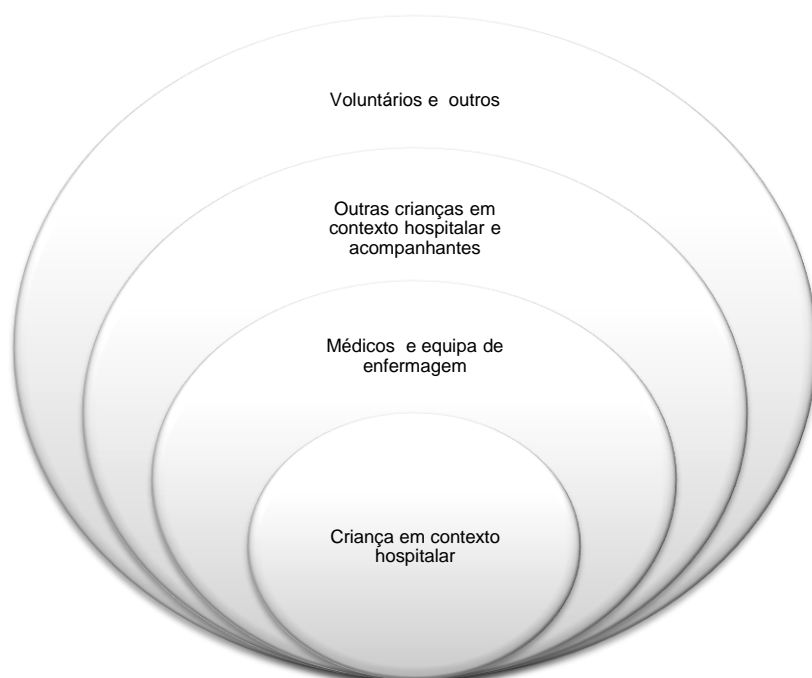 Voluntários e outros
Outras crianças em
contexto hospitalar e
acompanhantes
Médicos e equipa de
enfermagem
Criança em contexto
hospitalar